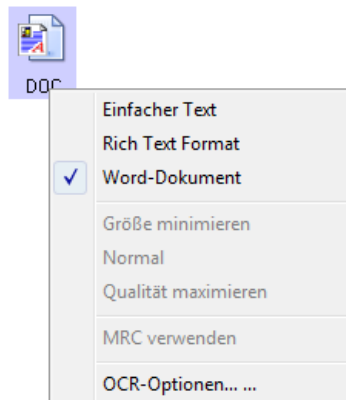 DOC
Einfacher Text
Rich Text Format
Word-Dokument
Größe minimieren
Normal
Qualität maximieren
MRC verwenden
OCR-Optionen... ...